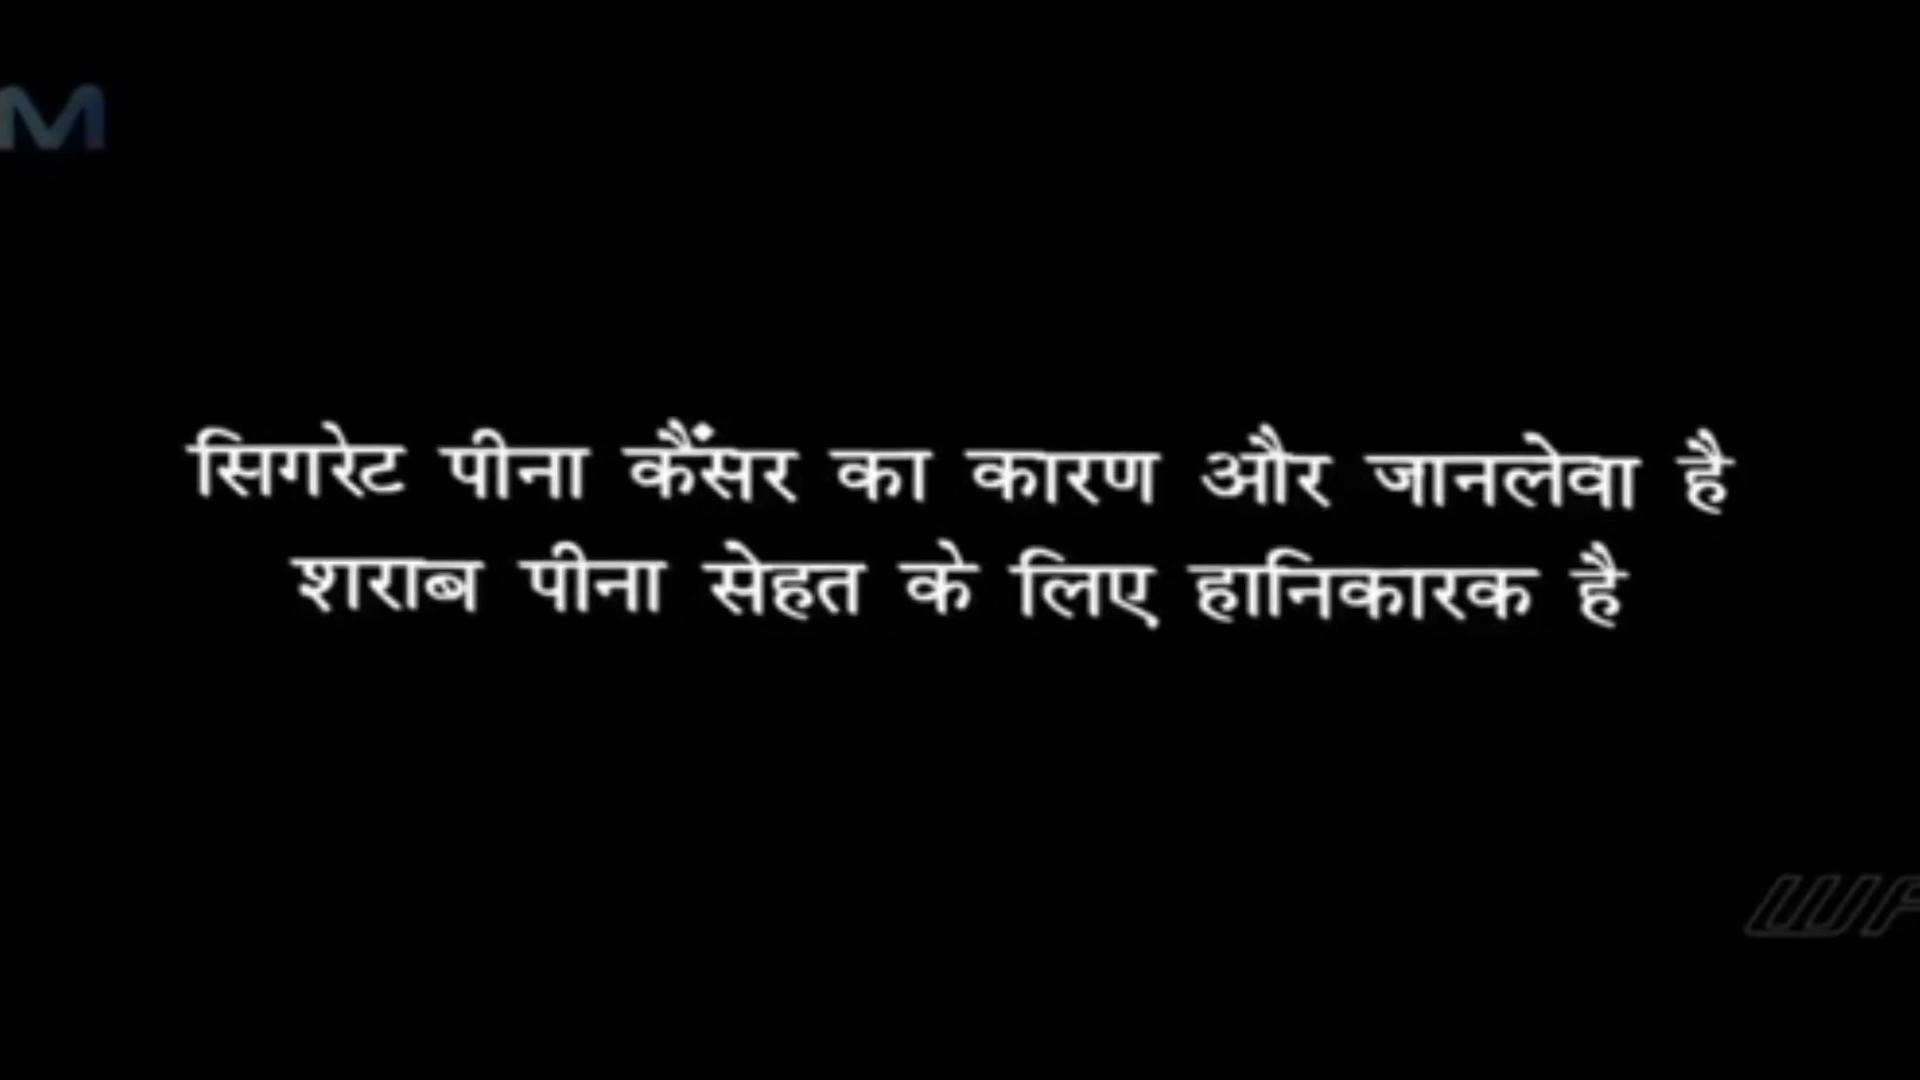 M
सिगरेट पीना कैंसर का कारण और जानलेवा है
शराब पीना सेहत के लिए हानिकारक है